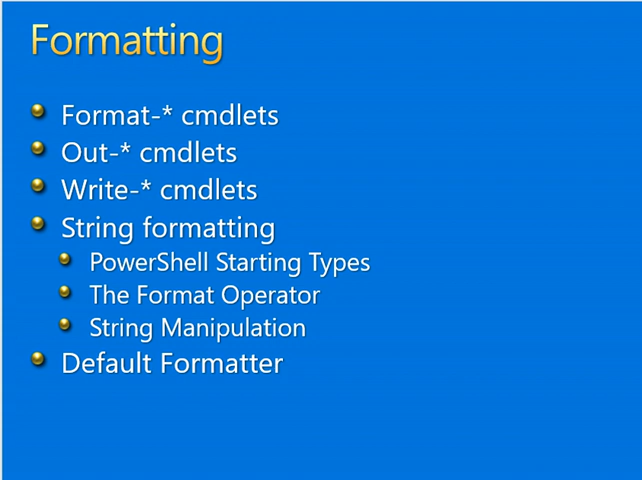 Formatting
Format-* cmdlets
Out-* cmdlets
Write-* cmdlets
String formatting
PowerShell Starting Types
The Format Operator
String Manipulation
Default Formatter